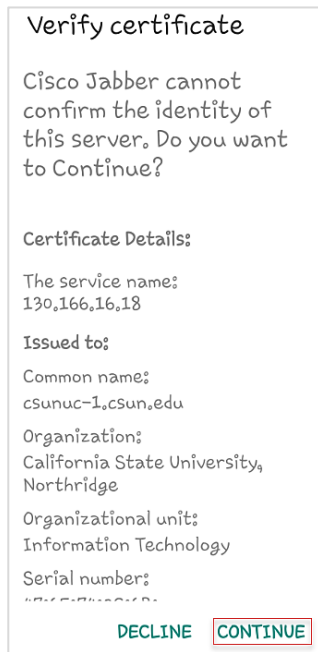 Verify certificate
Cisco Jabber cannot
confirm the identity of
this server. Do you want
to Continue?
Certificate Details:
The service name:
130.166.16.18
Issued to:
Common name:
csunuc-1.csun.edu
Organization:
California State University,
Northridge
Organizational unit:
Information Technology
Serial number:
DECLINE CONTINUE